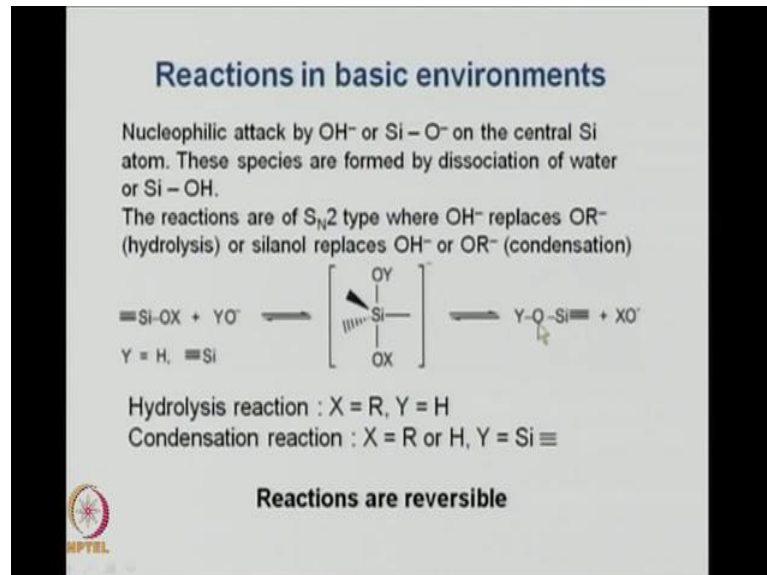 Reactions in basic environments
Nucleophilic attack by OH⁻ or Si – O⁻ on the central Si
atom. These species are formed by dissociation of water
or Si – OH.
The reactions are of S_N2 type where OH⁻ replaces OR⁻
(hydrolysis) or silanol replaces OH⁻ or OR⁻ (condensation)
OY
≡Si-OX + YO⁻ ⇌ [ Si ]⁻ ⇌ Y-O-Si≡ + XO⁻
OX
Y = H, ≡Si
Hydrolysis reaction : X = R, Y = H
Condensation reaction : X = R or H, Y = Si ≡
Reactions are reversible
NPTEL